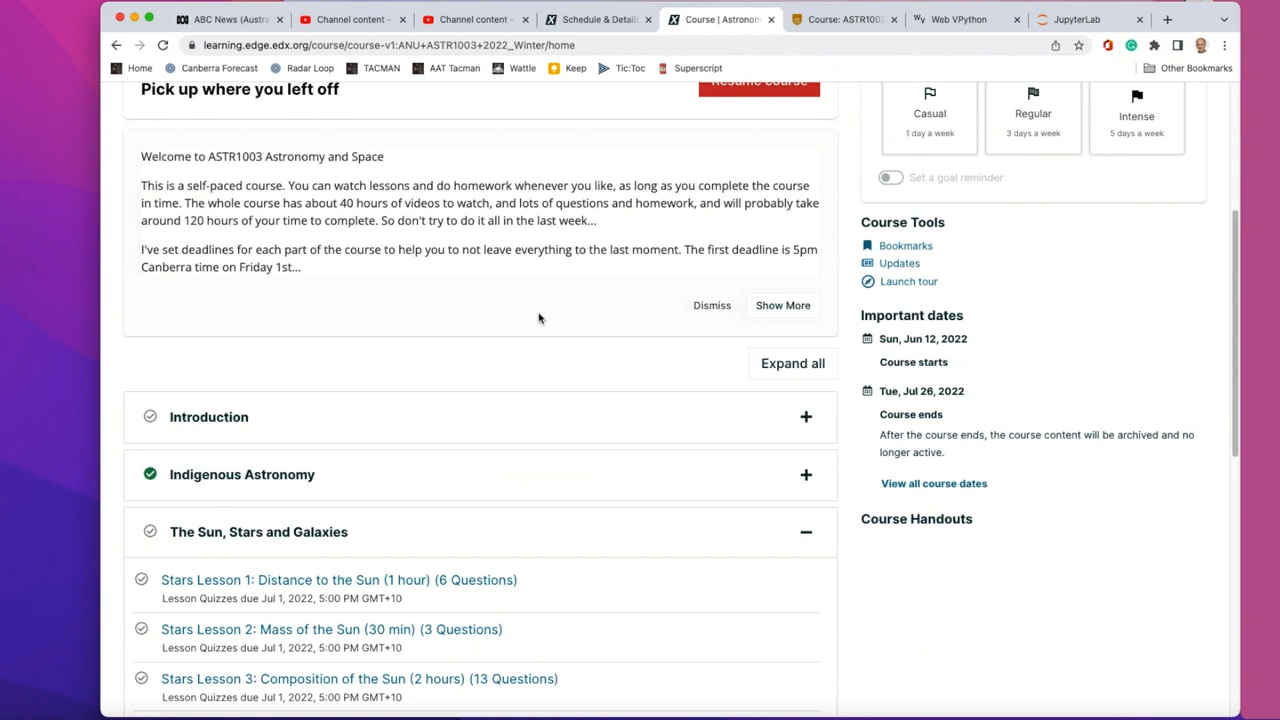 ABC News (Austra
Channel content -
Channel content -
Schedule & Details
Course | Astronom
Course: ASTR1003
Web VPython
JupyterLab
learning.edge.edx.org/course/course-v1:ANU+ASTR1003+2022_Winter/home
Home
Canberra Forecast
Radar Loop
TACMAN
AAT Tacman
Wattle
Keep
Tic:Toc
Superscript
Other Bookmarks
Pick up where you left off
Resume course
Welcome to ASTR1003 Astronomy and Space
This is a self-paced course. You can watch lessons and do homework whenever you like, as long as you complete the course
in time. The whole course has about 40 hours of videos to watch, and lots of questions and homework, and will probably take
around 120 hours of your time to complete. So don't try to do it all in the last week...
I've set deadlines for each part of the course to help you to not leave everything to the last moment. The first deadline is 5pm
Canberra time on Friday 1st...
Dismiss
Show More
Expand all
Introduction
Indigenous Astronomy
The Sun, Stars and Galaxies
Stars Lesson 1: Distance to the Sun (1 hour) (6 Questions)
Lesson Quizzes due Jul 1, 2022, 5:00 PM GMT+10
Stars Lesson 2: Mass of the Sun (30 min) (3 Questions)
Lesson Quizzes due Jul 1, 2022, 5:00 PM GMT+10
Stars Lesson 3: Composition of the Sun (2 hours) (13 Questions)
Lesson Quizzes due Jul 1, 2022, 5:00 PM GMT+10
Casual
1 day a week
Regular
3 days a week
Intense
5 days a week
Set a goal reminder
Course Tools
Bookmarks
Updates
Launch tour
Important dates
Sun, Jun 12, 2022
Course starts
Tue, Jul 26, 2022
Course ends
After the course ends, the course content will be archived and no
longer active.
View all course dates
Course Handouts